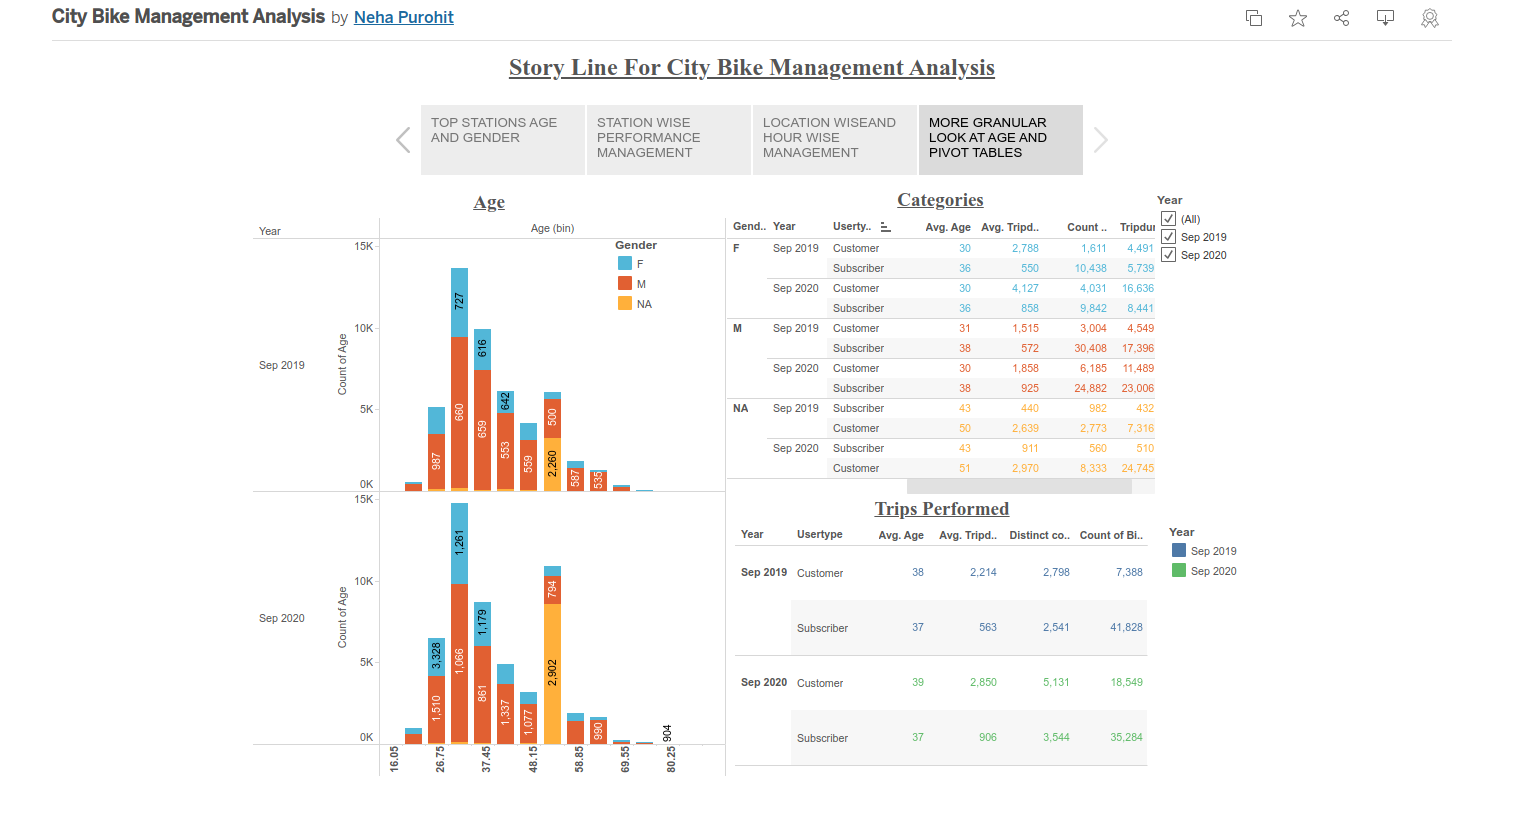 City Bike Management Analysis by Neha Purohit
Story Line For City Bike Management Analysis
TOP STATIONS AGE
AND GENDER
STATION WISE
PERFORMANCE
MANAGEMENT
LOCATION WISEAND
HOUR WISE
MANAGEMENT
MORE GRANULAR
LOOK AT AGE AND
PIVOT TABLES
Age
Year
Age (bin)
Gender
F
M
NA
Sep 2019
Count of Age
15K
10K
5K
0K
987
727
660
616
659
642
553
559
500
2,260
587
535
Sep 2020
Count of Age
15K
10K
5K
0K
3,328
1,510
1,261
1,066
1,179
861
1,337
1,077
794
2,902
990
904
16.05
26.75
37.45
48.15
58.85
69.55
80.25
Categories
Gend.. Year Userty.. Avg. Age Avg. Tripd.. Count .. Tripdur
F Sep 2019 Customer 30 2,788 1,611 4,491
Subscriber 36 550 10,438 5,739
Sep 2020 Customer 30 4,127 4,031 16,636
Subscriber 36 858 9,842 8,441
M Sep 2019 Customer 31 1,515 3,004 4,549
Subscriber 38 572 30,408 17,396
Sep 2020 Customer 30 1,858 6,185 11,489
Subscriber 38 925 24,882 23,006
NA Sep 2019 Subscriber 43 440 982 432
Customer 50 2,639 2,773 7,316
Sep 2020 Subscriber 43 911 560 510
Customer 51 2,970 8,333 24,745
Year
(All)
Sep 2019
Sep 2020
Trips Performed
Year Usertype Avg. Age Avg. Tripd.. Distinct co.. Count of Bi..
Sep 2019 Customer 38 2,214 2,798 7,388
Subscriber 37 563 2,541 41,828
Sep 2020 Customer 39 2,850 5,131 18,549
Subscriber 37 906 3,544 35,284
Year
Sep 2019
Sep 2020